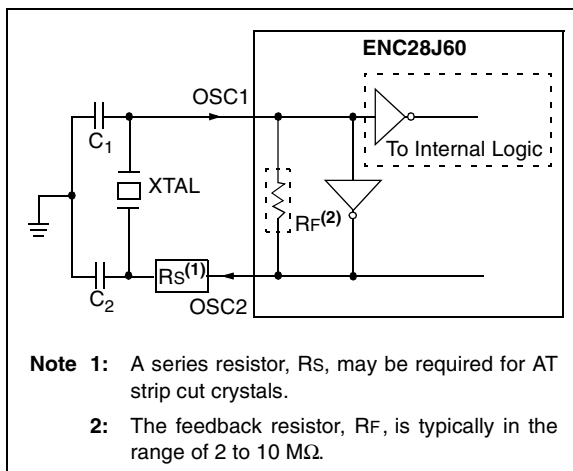 ENC28J60
OSC1
C1
To Internal Logic
XTAL
RF(2)
RS(1)
C2
OSC2
Note 1: A series resistor, RS, may be required for AT
strip cut crystals.
2: The feedback resistor, RF, is typically in the
range of 2 to 10 MΩ.